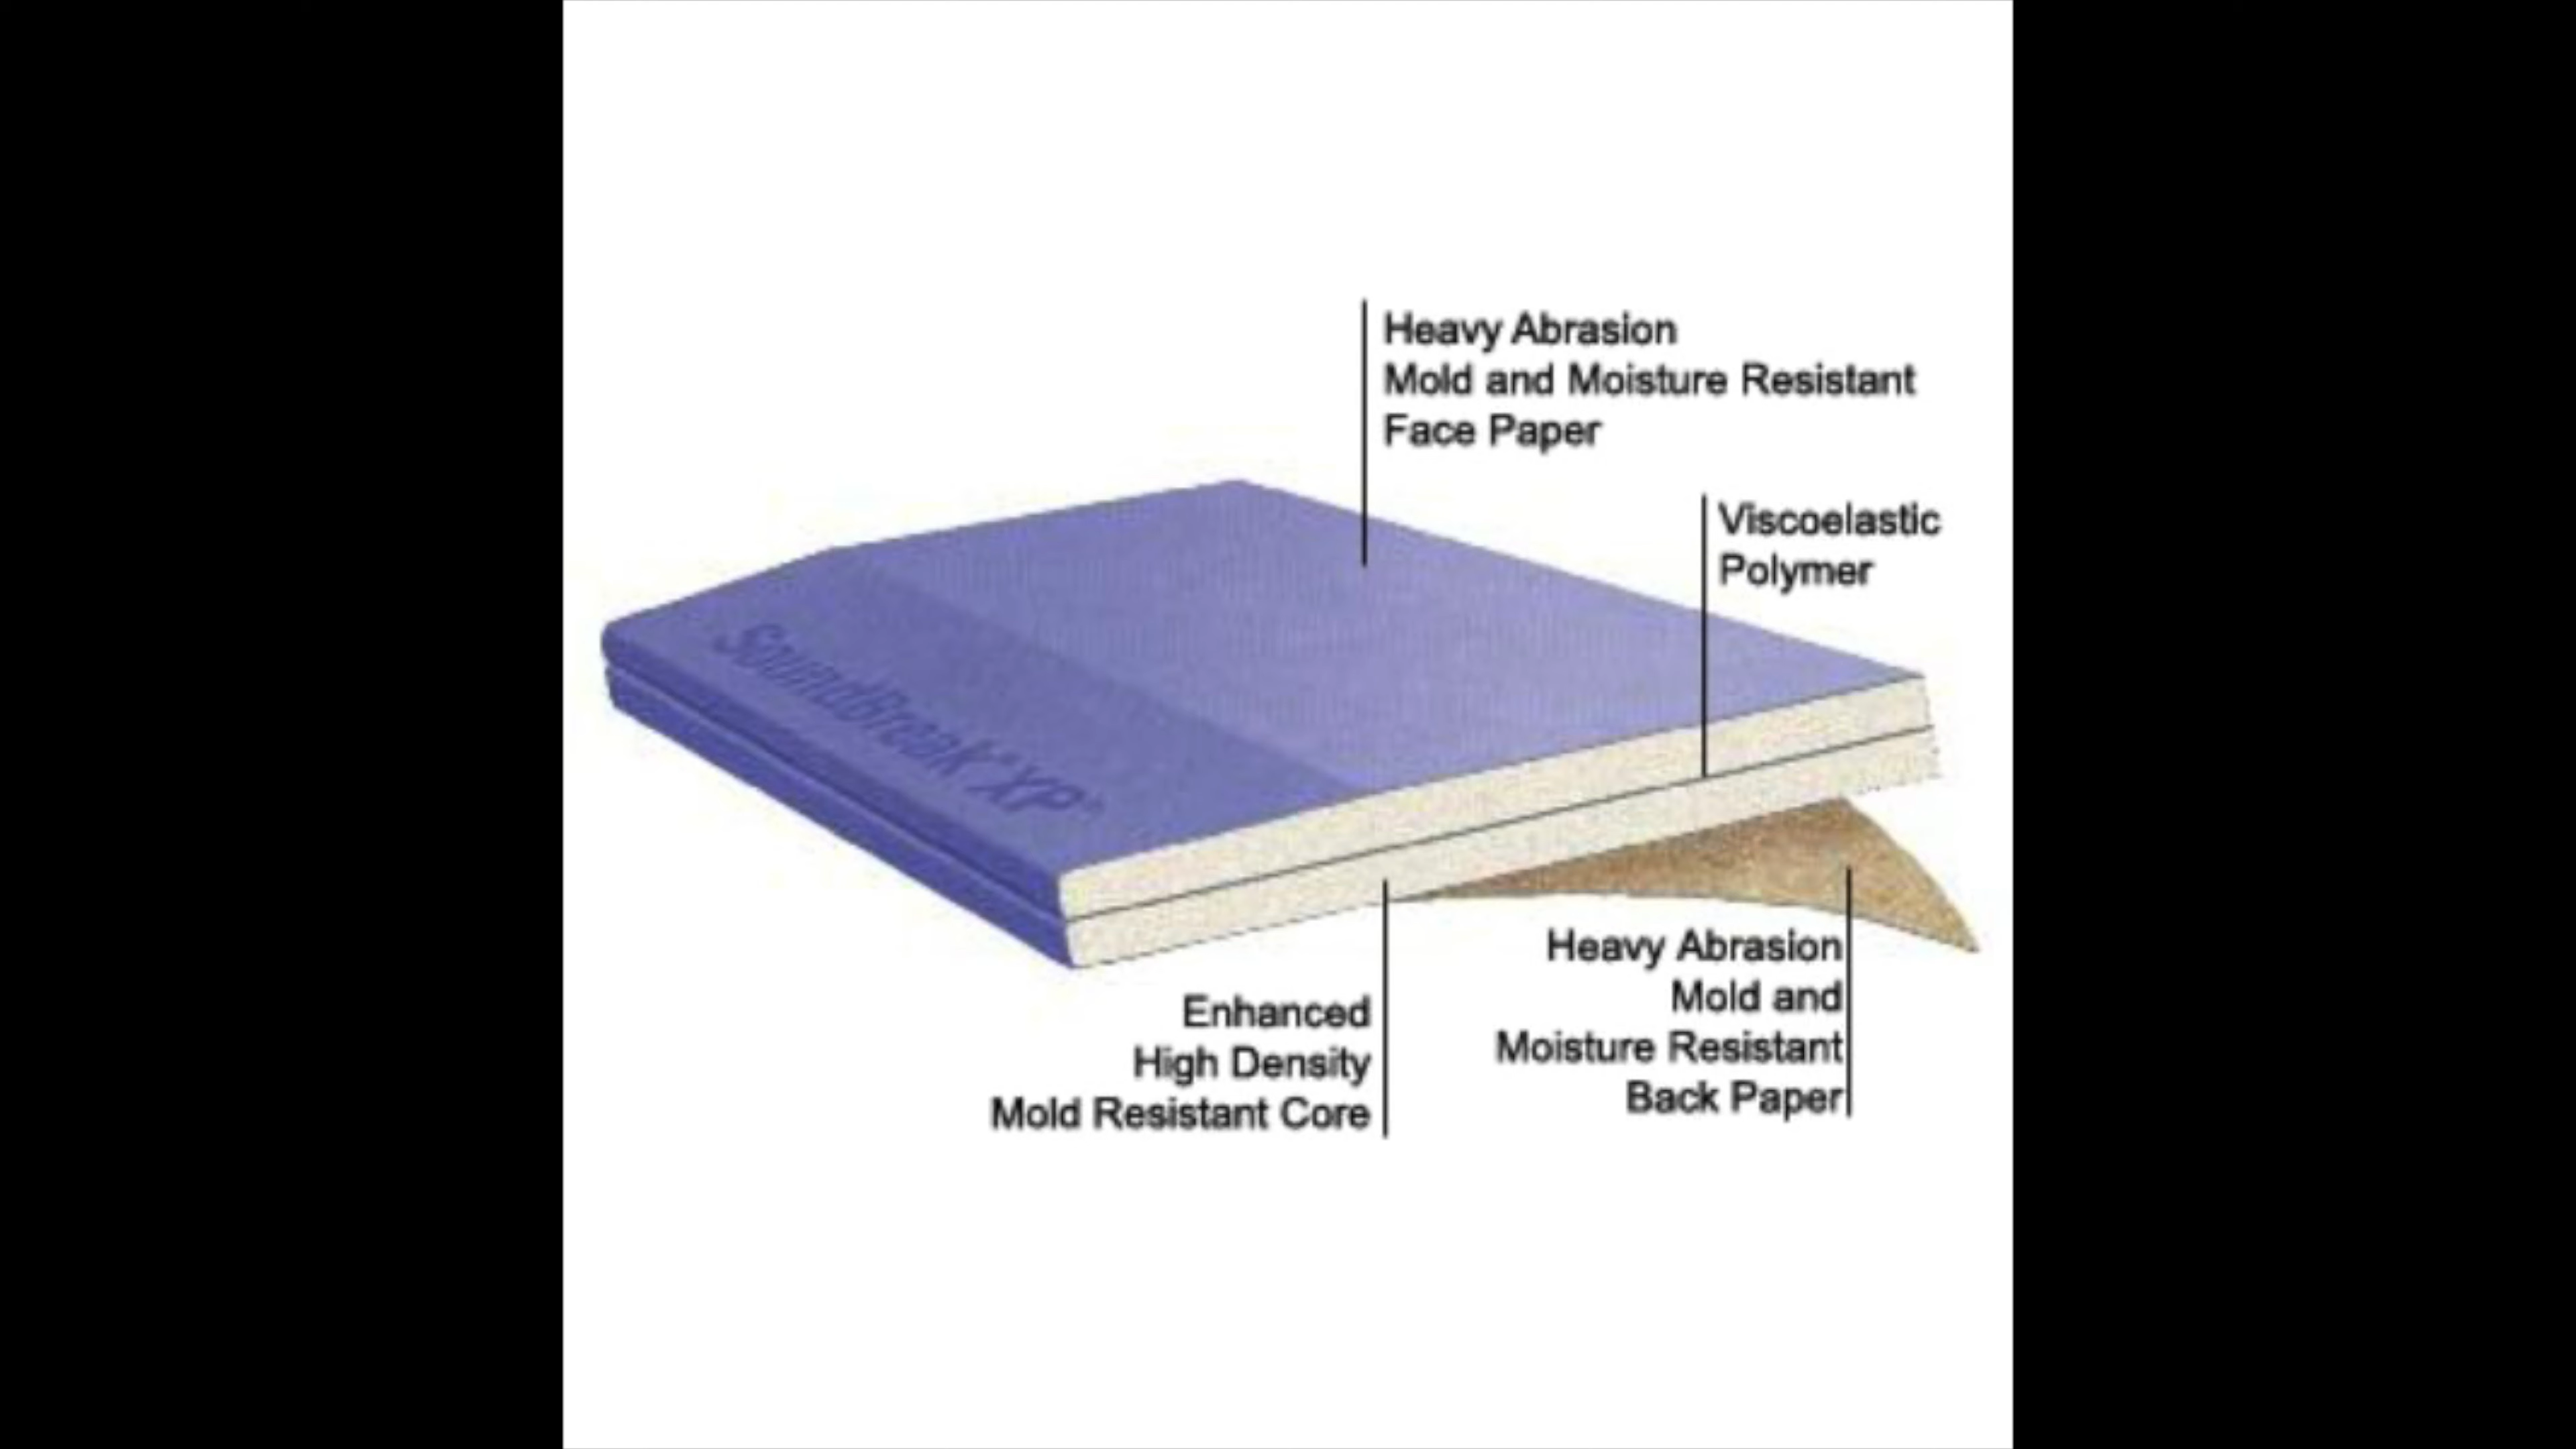 Heavy Abrasion
Mold and Moisture Resistant
Face Paper
Viscoelastic
Polymer
SoundBreak XP
Heavy Abrasion
Mold and
Moisture Resistant
Back Paper
Enhanced
High Density
Mold Resistant Core